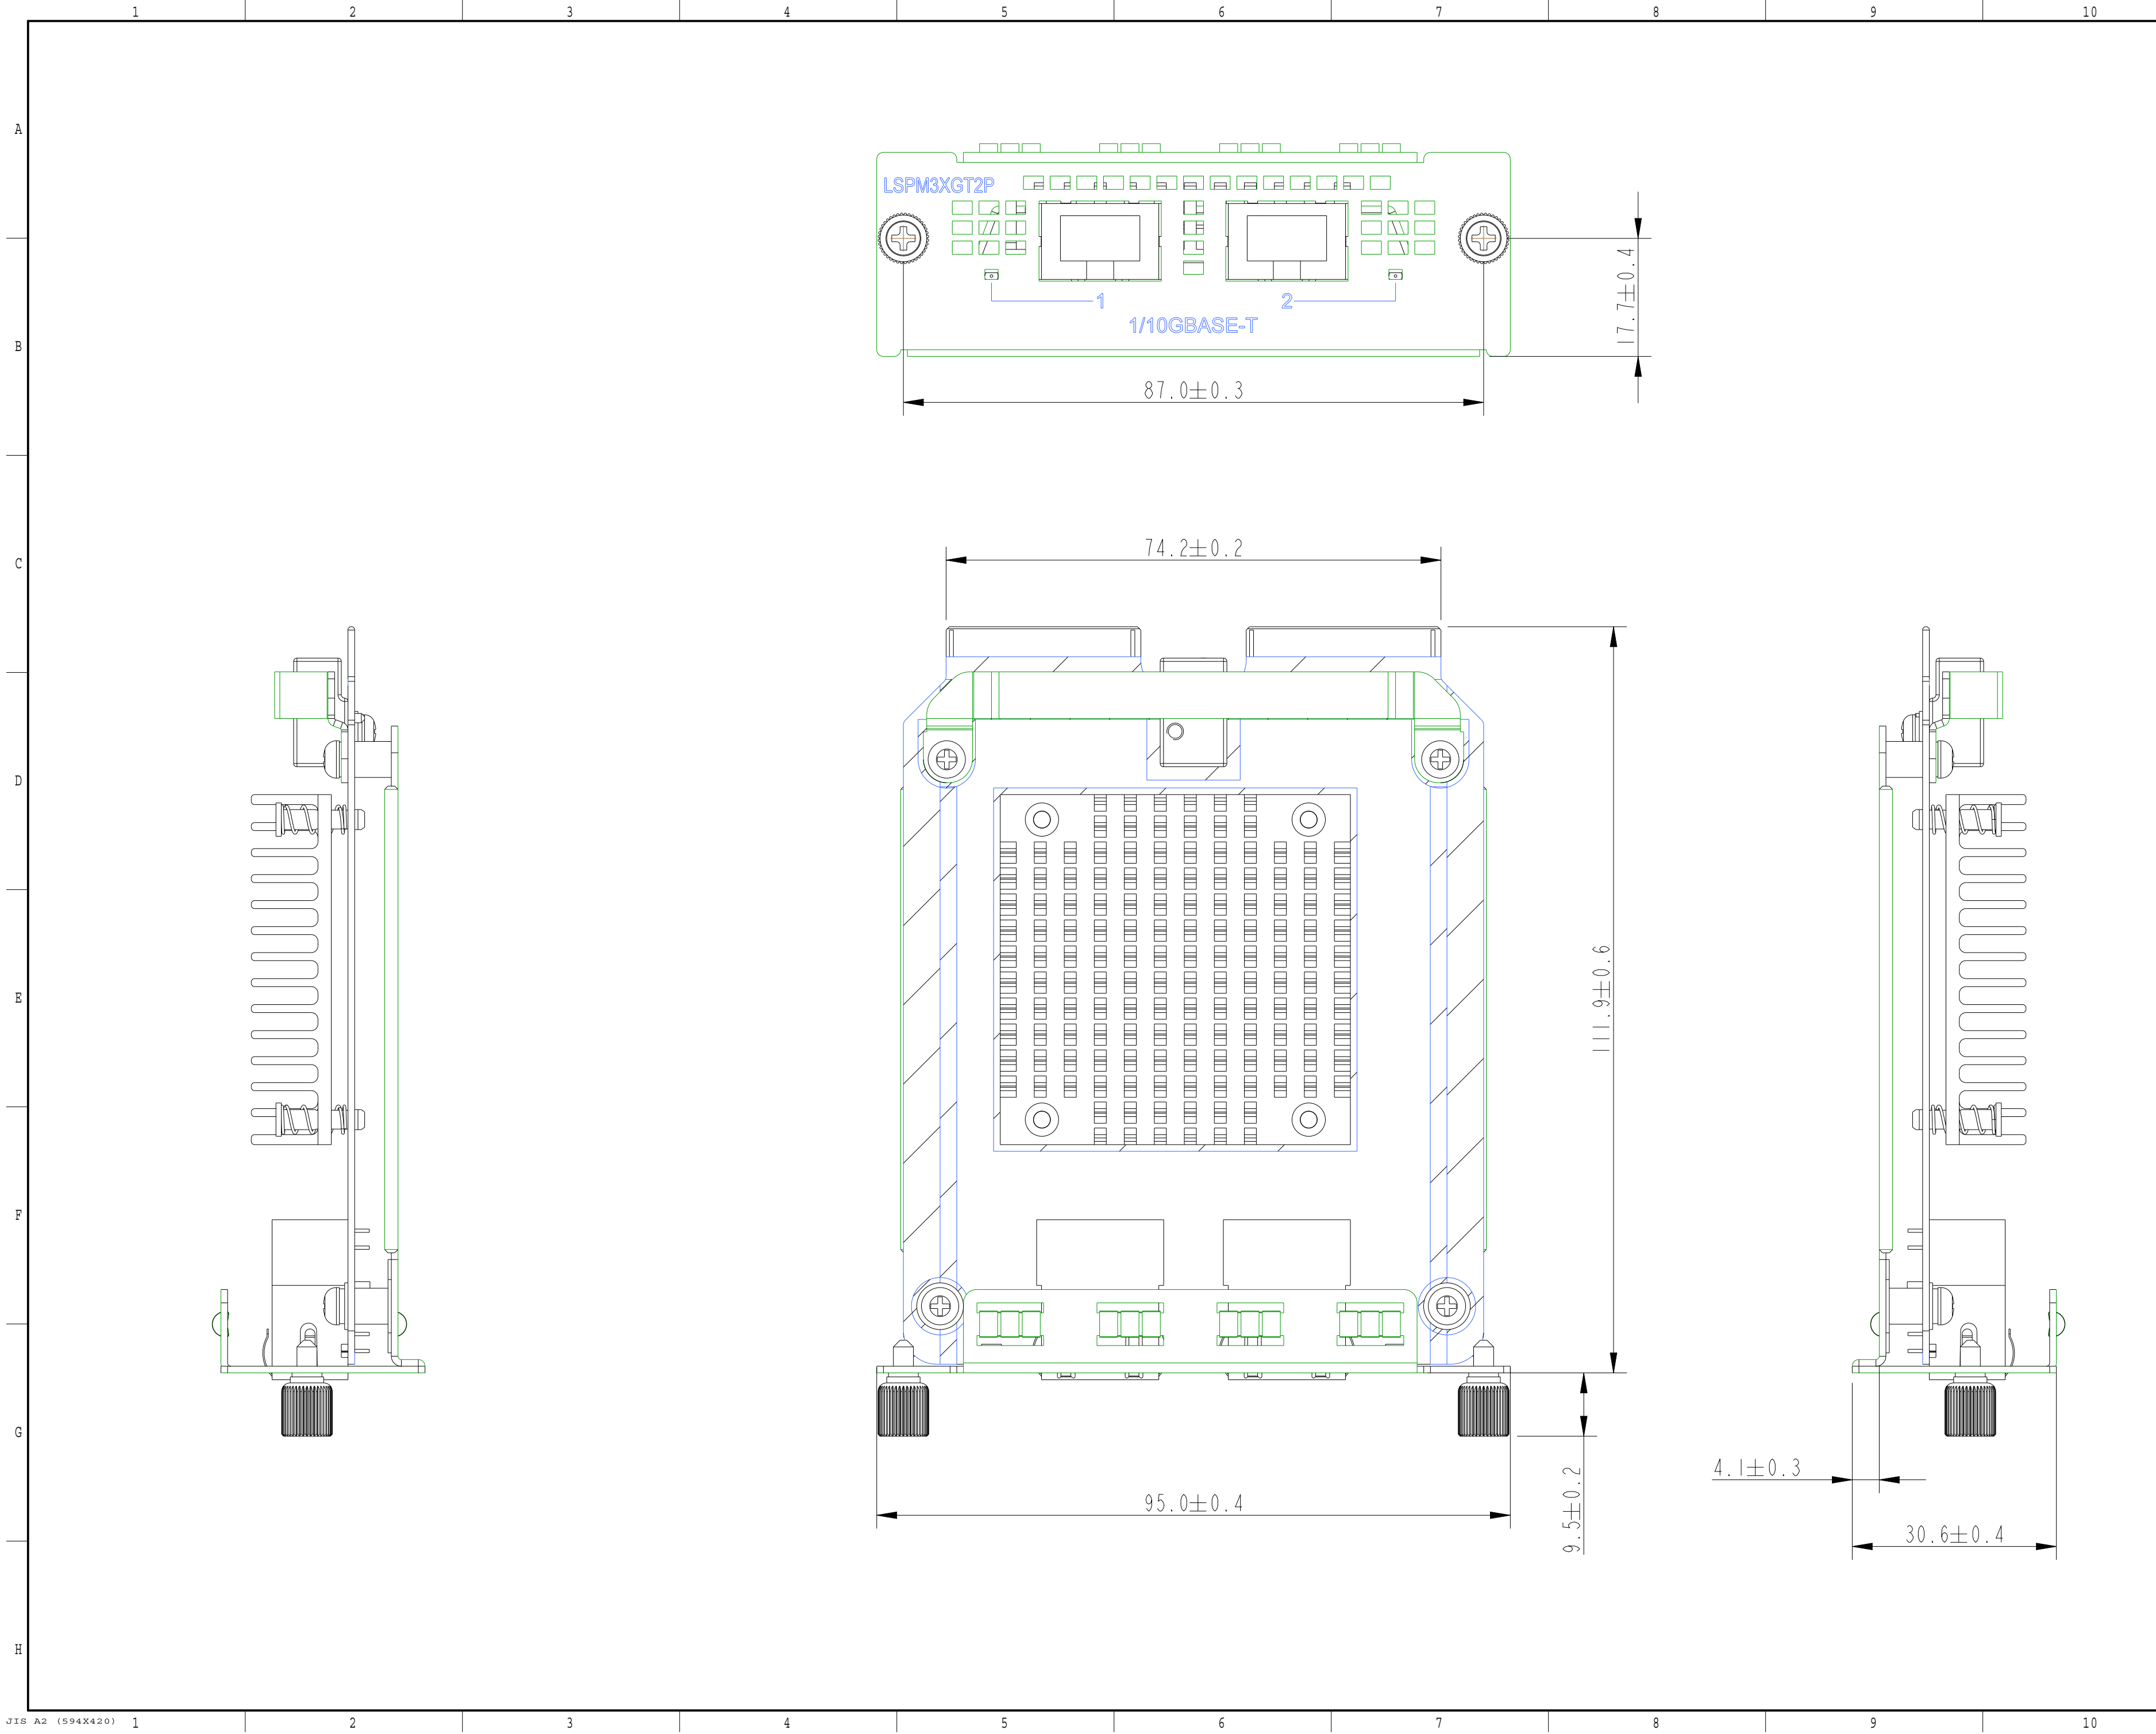 1 2 3 4 5 6 7 8 9 10
A
LSPM3XGT2P
1 2
1/10GBASE-T
17.7±0.4
B
87.0±0.3
74.2±0.2
C
D
111.9±0.6
E
F
G
4.1±0.3
9.5±0.2
95.0±0.4
30.6±0.4
H
JIS A2 (594X420) 1 2 3 4 5 6 7 8 9 10